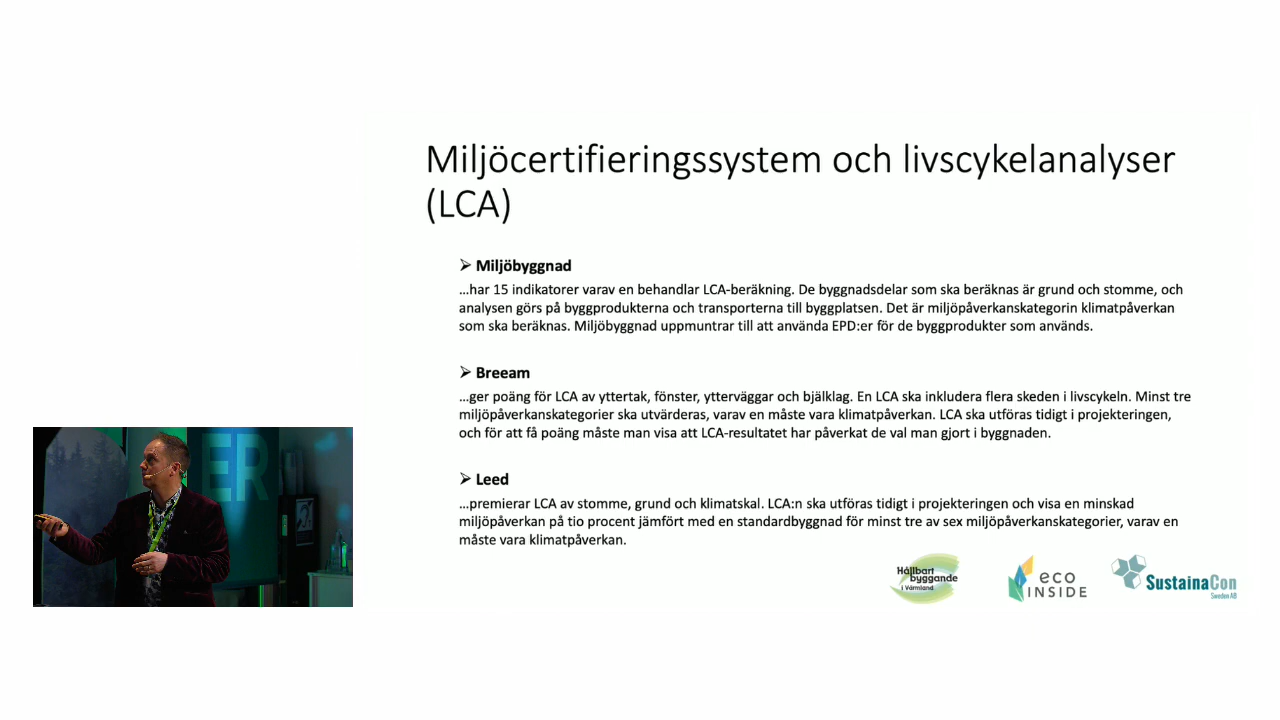 Miljöcertifieringssystem och livscykelanalyser
(LCA)
➢ Miljöbyggnad
…har 15 indikatorer varav en behandlar LCA-beräkning. De byggnadsdelar som ska beräknas är grund och stomme, och
analysen görs på byggprodukterna och transporterna till byggplatsen. Det är miljöpåverkanskategorin klimatpåverkan
som ska beräknas. Miljöbyggnad uppmuntrar till att använda EPD:er för de byggprodukter som används.
➢ Breeam
…ger poäng för LCA av yttertak, fönster, ytterväggar och bjälklag. En LCA ska inkludera flera skeden i livscykeln. Minst tre
miljöpåverkanskategorier ska utvärderas, varav en måste vara klimatpåverkan. LCA ska utföras tidigt i projekteringen,
och för att få poäng måste man visa att LCA-resultatet har påverkat de val man gjort i byggnaden.
➢ Leed
…premierar LCA av stomme, grund och klimatskal. LCA:n ska utföras tidigt i projekteringen och visa en minskad
miljöpåverkan på tio procent jämfört med en standardbyggnad för minst tre av sex miljöpåverkanskategorier, varav en
måste vara klimatpåverkan.
ER
Hållbart
byggande
i Värmland
eco
INSIDE
SustainaCon
Sweden AB